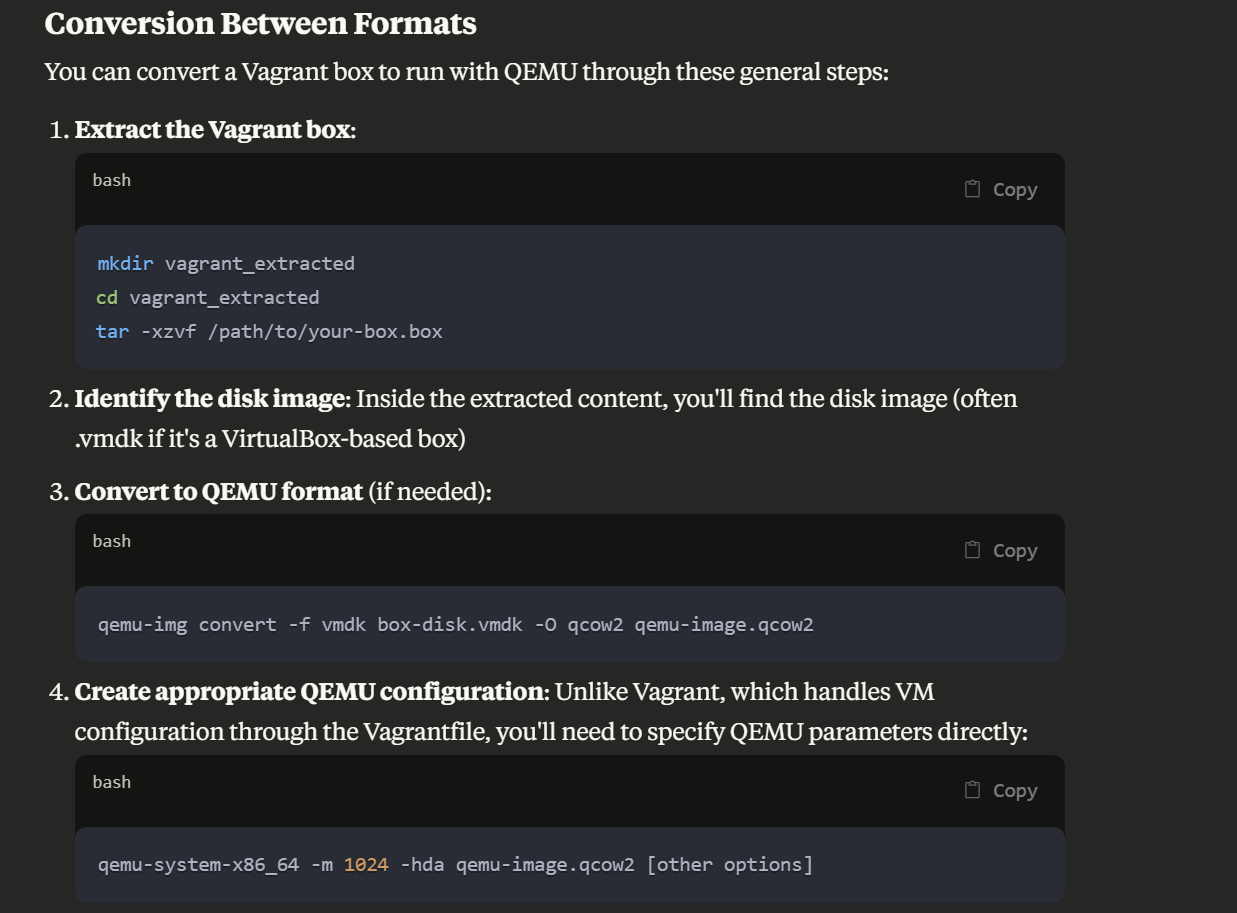 Conversion Between Formats
You can convert a Vagrant box to run with QEMU through these general steps:
1. Extract the Vagrant box:
bash
Copy
mkdir vagrant_extracted
cd vagrant_extracted
tar -xzvf /path/to/your-box.box
2. Identify the disk image: Inside the extracted content, you'll find the disk image (often
.vmdk if it's a VirtualBox-based box)
3. Convert to QEMU format (if needed):
bash
Copy
qemu-img convert -f vmdk box-disk.vmdk -O qcow2 qemu-image.qcow2
4. Create appropriate QEMU configuration: Unlike Vagrant, which handles VM
configuration through the Vagrantfile, you'll need to specify QEMU parameters directly:
bash
Copy
qemu-system-x86_64 -m 1024 -hda qemu-image.qcow2 [other options]